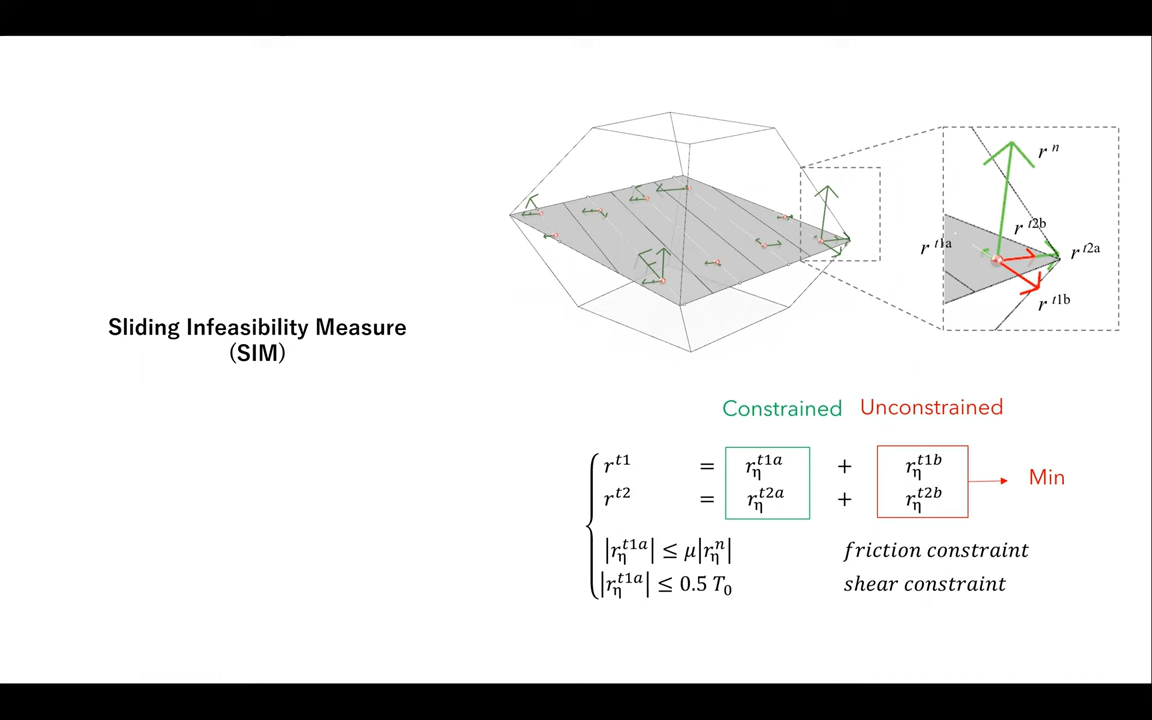 Sliding Infeasibility Measure
(SIM)
r^n
r^t2b
r^t1a
r^t2a
r^t1b
Constrained Unconstrained
r^t1 = r_η^t1a + r_η^t1b
r^t2 = r_η^t2a + r_η^t2b
Min
|r_η^t1a| ≤ μ|r_η^n| friction constraint
|r_η^t1a| ≤ 0.5 T_0 shear constraint